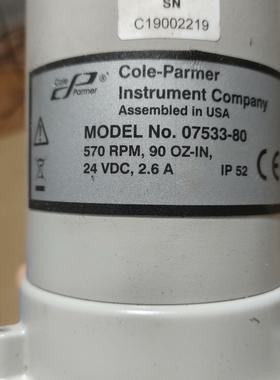 SN
C19002219
Cole
Parmer
Cole-Parmer
Instrument Company
Assembled in USA
MODEL No. 07533-80
570 RPM, 90 OZ-IN,
24 VDC, 2.6 A IP 52 CE